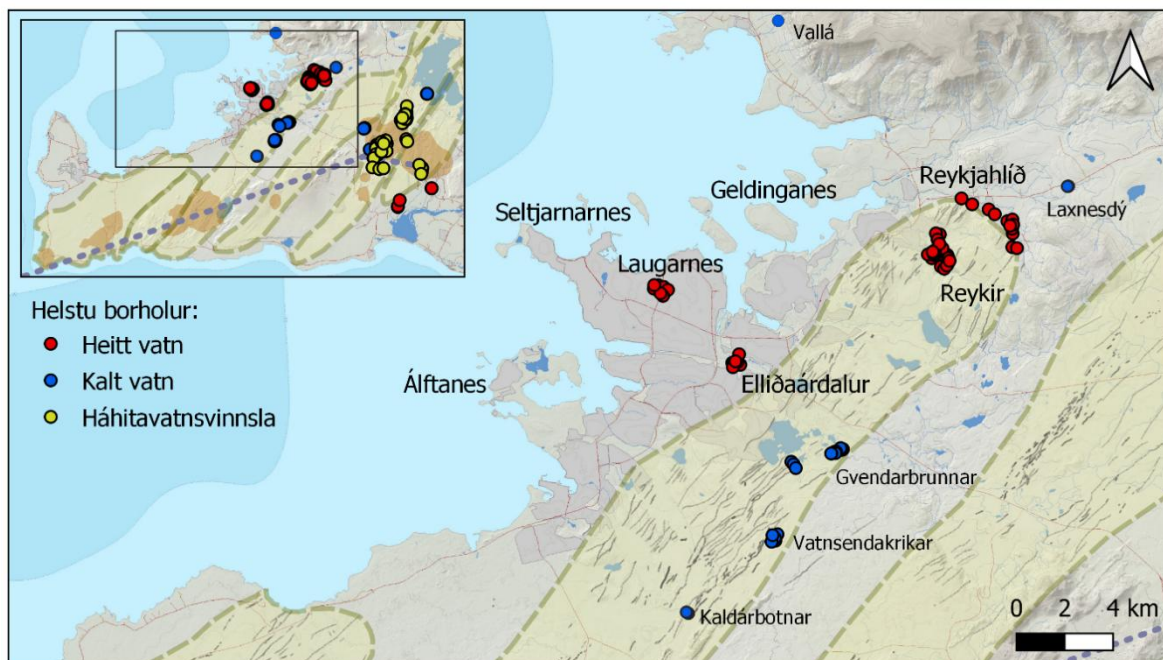 Vallá
Reykjahlíð
Laxnesdý
Geldinganes
Seltjarnarnes
Laugarnes
Reykir
Helstu borholur:
Heitt vatn
Kalt vatn
Háhitavatnsvinnsla
Álftanes
Elliðaárdalur
Gvendarbrunnar
Vatnsendakrikar
Kaldárbotnar
0 2 4 km